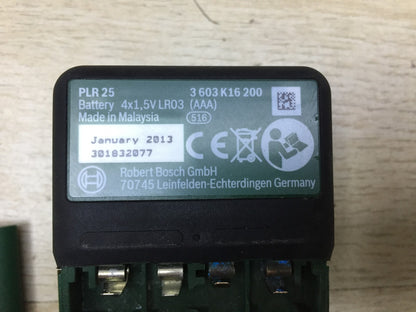 PLR 25 3 603 K16 200
Battery 4x1,5V LR03 (AAA)
Made in Malaysia 516
January 2013
301832077
CE
Robert Bosch GmbH
70745 Leinfelden-Echterdingen Germany